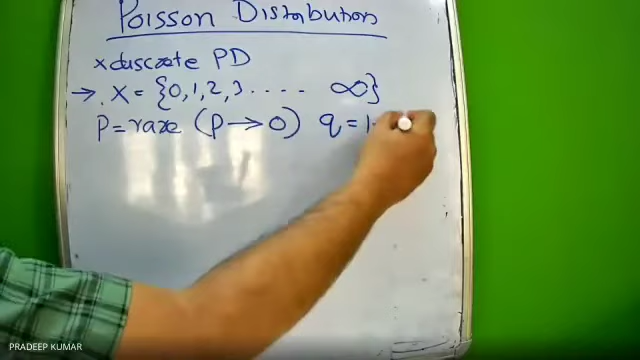 Poisson Distribution
x discrete PD
→ X = {0,1,2,3 .... ∞}
P = rare (P → 0) q = 1-
PRADEEP KUMAR